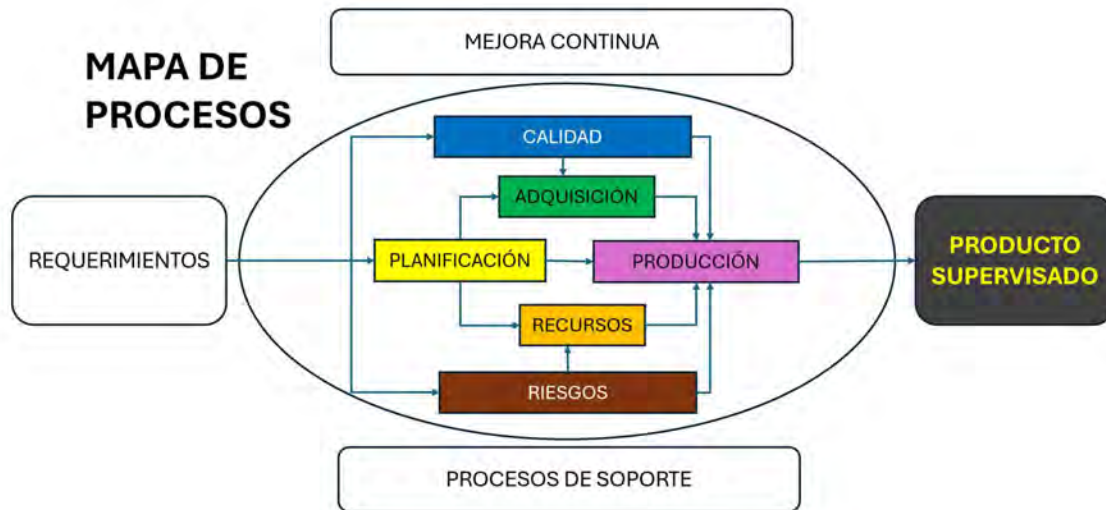 MEJORA CONTINUA
MAPA DE
PROCESOS
CALIDAD
ADQUISICIÓN
REQUERIMIENTOS
PLANIFICACIÓN
PRODUCCIÓN
PRODUCTO
SUPERVISADO
RECURSOS
RIESGOS
PROCESOS DE SOPORTE